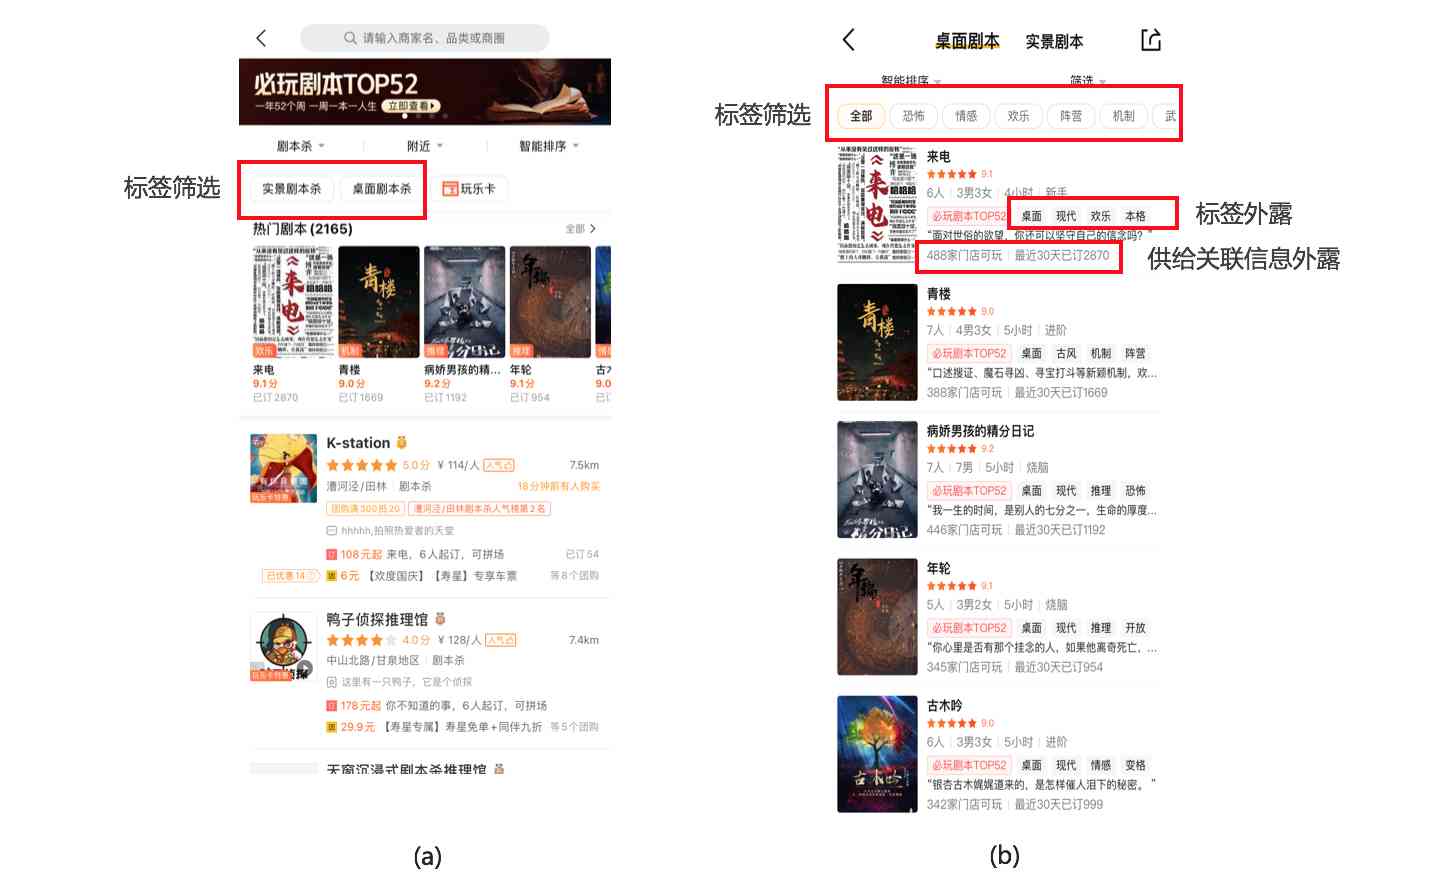 请输入商家名、品类或商圈
必玩剧本TOP52
一年52个周 一周一本一人生 立即查看
剧本杀 附近 智能排序
标签筛选
实景剧本杀 桌面剧本杀 玩乐卡
热门剧本 (2165) 全部
欢乐 机制 推理 推理
来电 青楼 病娇男孩的精... 年轮 古
9.1分 9.0分 9.2分 9.1分 9.0
已订2870 已订1669 已订1192 已订954 已订
K-station
5.0分 ¥114/人 人气凸 7.5km
漕河泾/田林 剧本杀 18分钟前有人购买
团购满300抵20 漕河泾/田林剧本杀人气榜第2名
hhhhh,拍照热爱者的天堂
订 108元起 来电，6人起订，可拼场 已订54
已优惠14 团 6元 【欢度国庆】【寿星】专享车票 等8个团购
玩乐卡特惠
鸭子侦探推理馆
4.0分 ¥128/人 人气凸 7.4km
中山北路/甘泉地区 剧本杀
这里有一只鸭子，它是个侦探
订 178元起 你不知道的事，6人起订，可拼场
团 29.9元 【寿星专属】寿星免单+同伴九折 等5个团购
玩乐卡特惠
天窗沉浸式剧本杀推理馆
(a)
桌面剧本 实景剧本
智能排序 筛选
标签筛选
全部 恐怖 情感 欢乐 阵营 机制 武
来电
9.1
6人 3男3女 4小时 新手
必玩剧本TOP52 桌面 现代 欢乐 本格
标签外露
“面对世俗的欲望，你还可以坚守自己的信念吗？”
488家门店可玩 最近30天已订2870
供给关联信息外露
青楼
9.0
7人 4男3女 5小时 进阶
必玩剧本TOP52 桌面 古风 机制 阵营
“口述搜证、魔石寻凶、寻宝打斗等新颖机制，欢...
388家门店可玩 最近30天已订1669
病娇男孩的精分日记
9.2
7人 7男 5小时 烧脑
必玩剧本TOP52 桌面 现代 推理 恐怖
“我一生的时间，是别人的七分之一，生命的厚度...
446家门店可玩 最近30天已订1192
年轮
9.1
5人 3男2女 5小时 烧脑
必玩剧本TOP52 桌面 现代 推理 开放
“你心里是否有那个挂念的人，如果他离奇死亡，...
345家门店可玩 最近30天已订954
古木吟
9.0
6人 3男3女 5小时 进阶
必玩剧本TOP52 桌面 现代 情感 变格
“银杏古木娓娓道来的，是怎样催人泪下的秘密。”
342家门店可玩 最近30天已订999
(b)